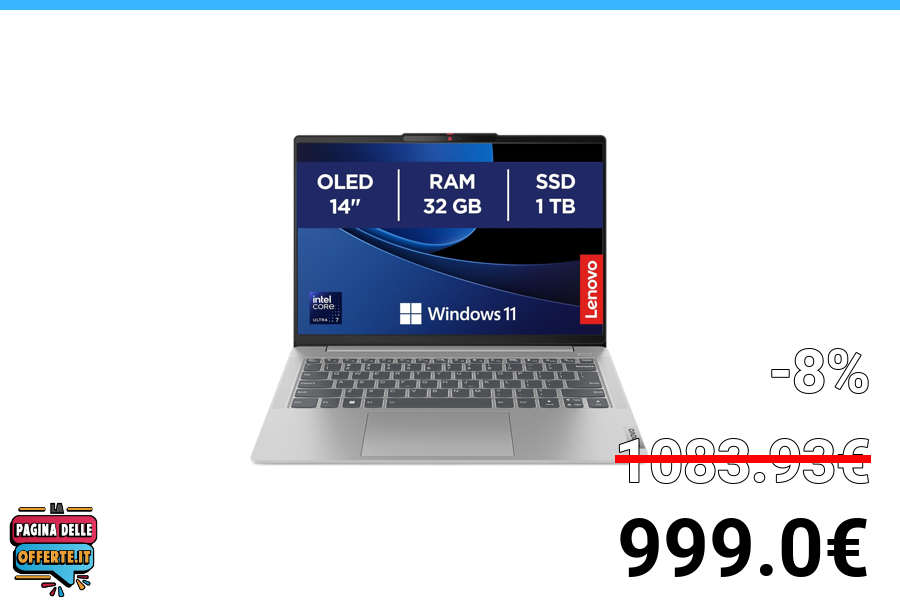 OLED
14"
RAM
32 GB
SSD
1 TB
Lenovo
intel
CORE
ULTRA 7
Windows 11
-8%
1083.93€
999.0€
LA
PAGINA DELLE
OFFERTE.IT